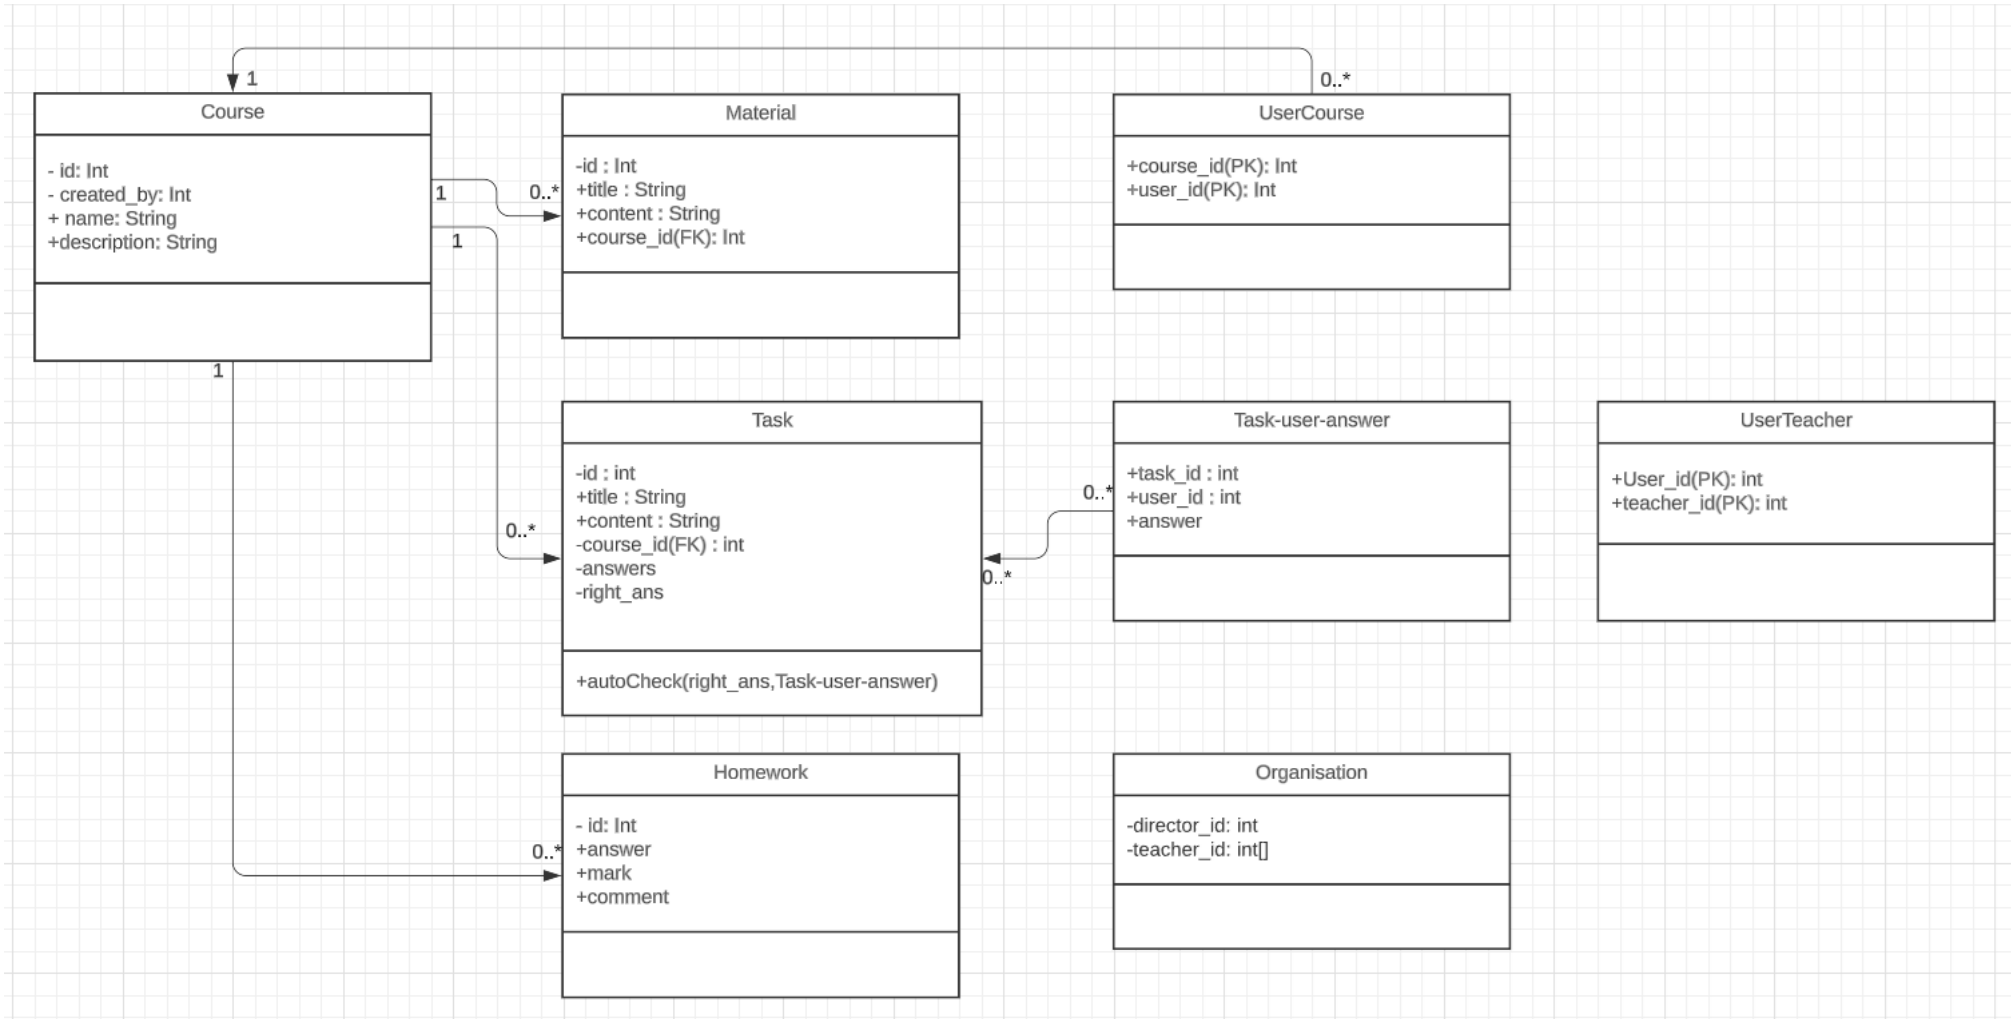 1
0..*
Course
- id: Int
- created_by: Int
+ name: String
+description: String
1
1
1
Material
-id : Int
+title : String
+content : String
+course_id(FK): Int
0..*
UserCourse
+course_id(PK): Int
+user_id(PK): Int
Task
-id : int
+title : String
+content : String
-course_id(FK) : int
-answers
-right_ans
+autoCheck(right_ans,Task-user-answer)
0..*
0..*
0..*
Task-user-answer
+task_id : int
+user_id : int
+answer
UserTeacher
+User_id(PK): int
+teacher_id(PK): int
Homework
- id: Int
+answer
+mark
+comment
0..*
Organisation
-director_id: int
-teacher_id: int[]